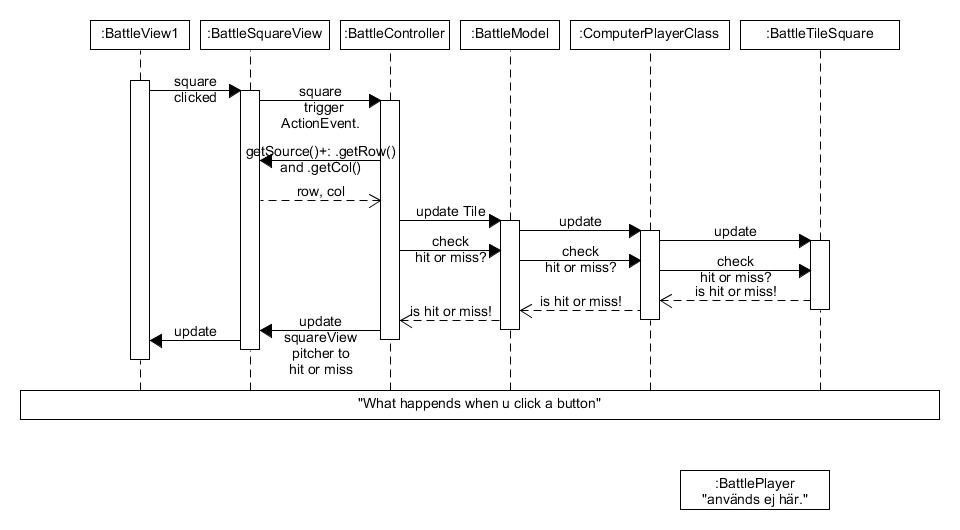 :BattleView1
:BattleSquareView
:BattleController
:BattleModel
:ComputerPlayerClass
:BattleTileSquare
square
clicked
square
trigger
ActionEvent.
getSource()+: .getRow()
and .getCol()
row, col
update Tile
update
update
check
hit or miss?
check
hit or miss?
check
hit or miss?
is hit or miss!
is hit or miss!
is hit or miss!
update
squareView
pitcher to
hit or miss
update
"What happends when u click a button"
:BattlePlayer
"används ej här."